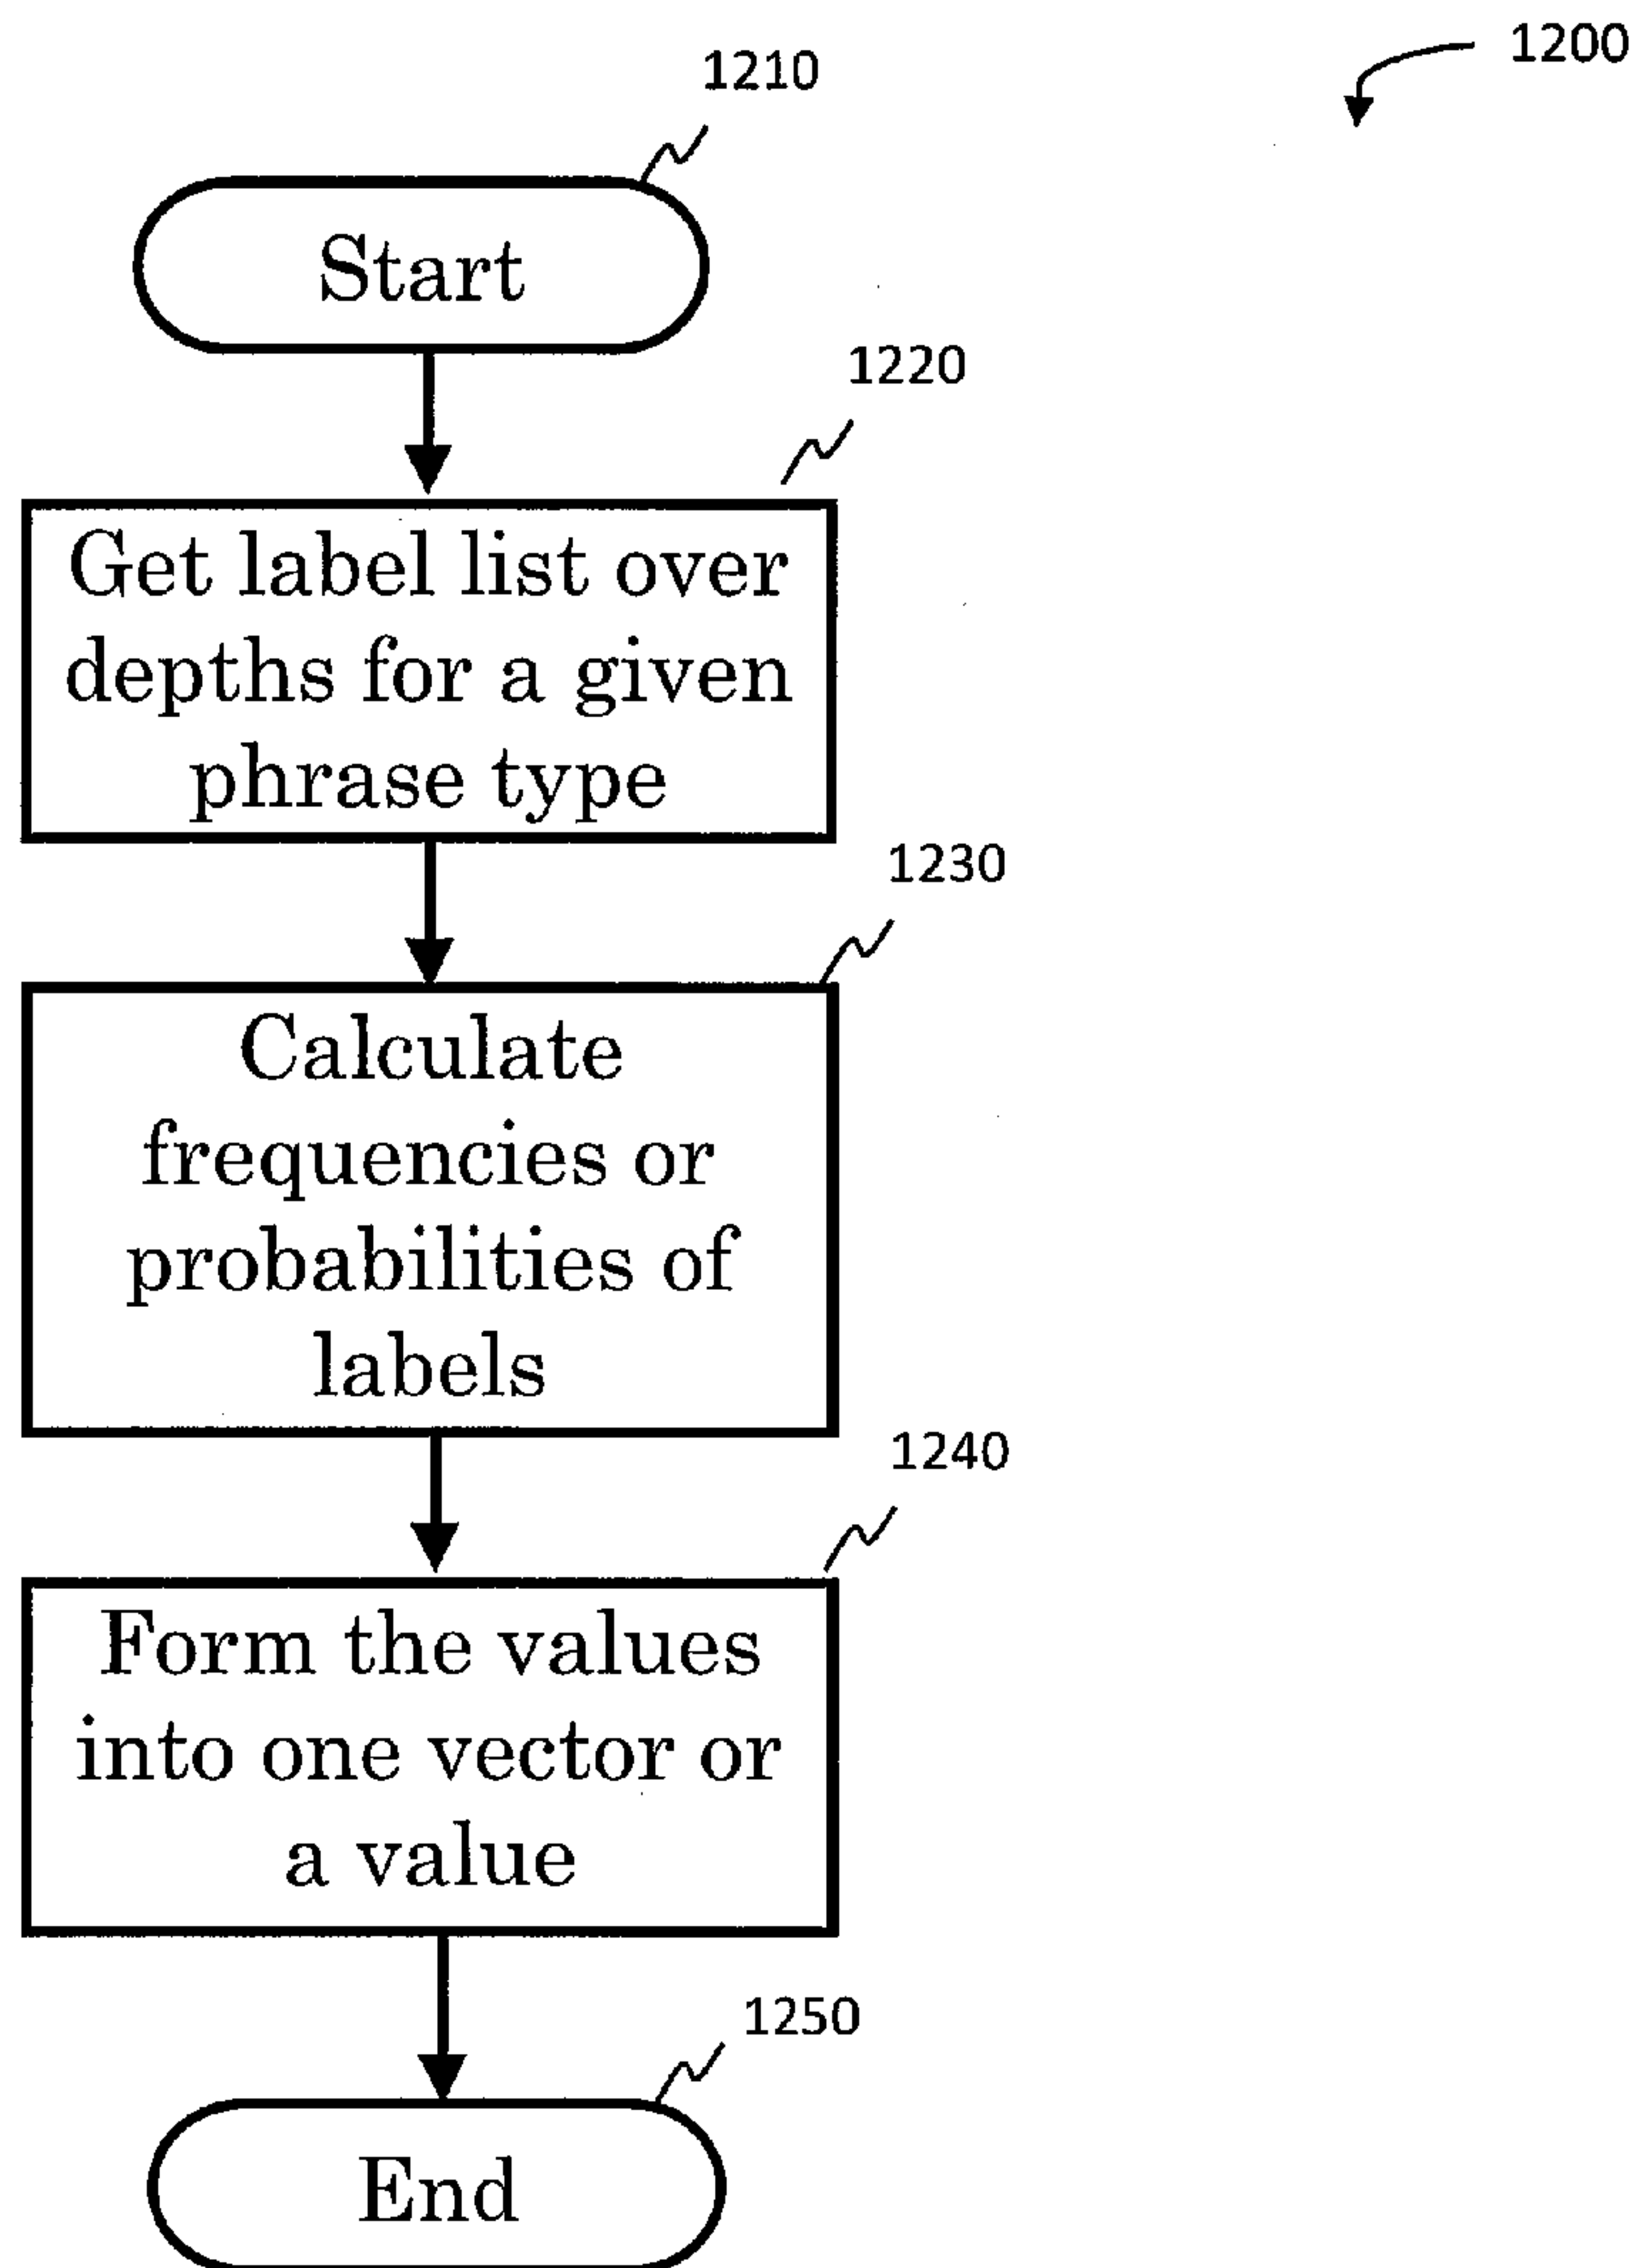 1200
1210
Start
1220
Get label list over
depths for a given
phrase type
1230
Calculate
frequencies or
probabilities of
labels
1240
Form the values
into one vector or
a value
1250
End